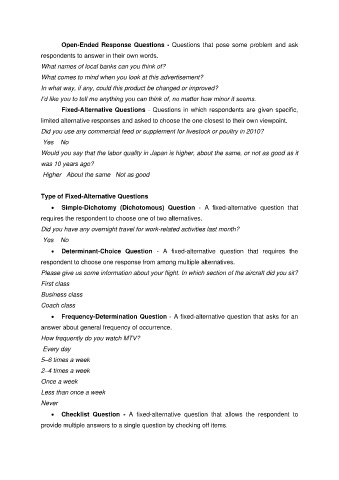 Open-Ended Response Questions - Questions that pose some problem and ask
respondents to answer in their own words.
What names of local banks can you think of?
What comes to mind when you look at this advertisement?
In what way, if any, could this product be changed or improved?
I'd like you to tell me anything you can think of, no matter how minor it seems.
Fixed-Alternative Questions - Questions in which respondents are given specific,
limited alternative responses and asked to choose the one closest to their own viewpoint.
Did you use any commercial feed or supplement for livestock or poultry in 2010?
Yes No
Would you say that the labor quality in Japan is higher, about the same, or not as good as it
was 10 years ago?
Higher About the same Not as good
Type of Fixed-Alternative Questions
• Simple-Dichotomy (Dichotomous) Question - A fixed-alternative question that
requires the respondent to choose one of two alternatives.
Did you have any overnight travel for work-related activities last month?
Yes No
• Determinant-Choice Question - A fixed-alternative question that requires the
respondent to choose one response from among multiple alternatives.
Please give us some information about your flight. In which section of the aircraft did you sit?
First class
Business class
Coach class
• Frequency-Determination Question - A fixed-alternative question that asks for an
answer about general frequency of occurrence.
How frequently do you watch MTV?
Every day
5–6 times a week
2–4 times a week
Once a week
Less than once a week
Never
• Checklist Question - A fixed-alternative question that allows the respondent to
provide multiple answers to a single question by checking off items.